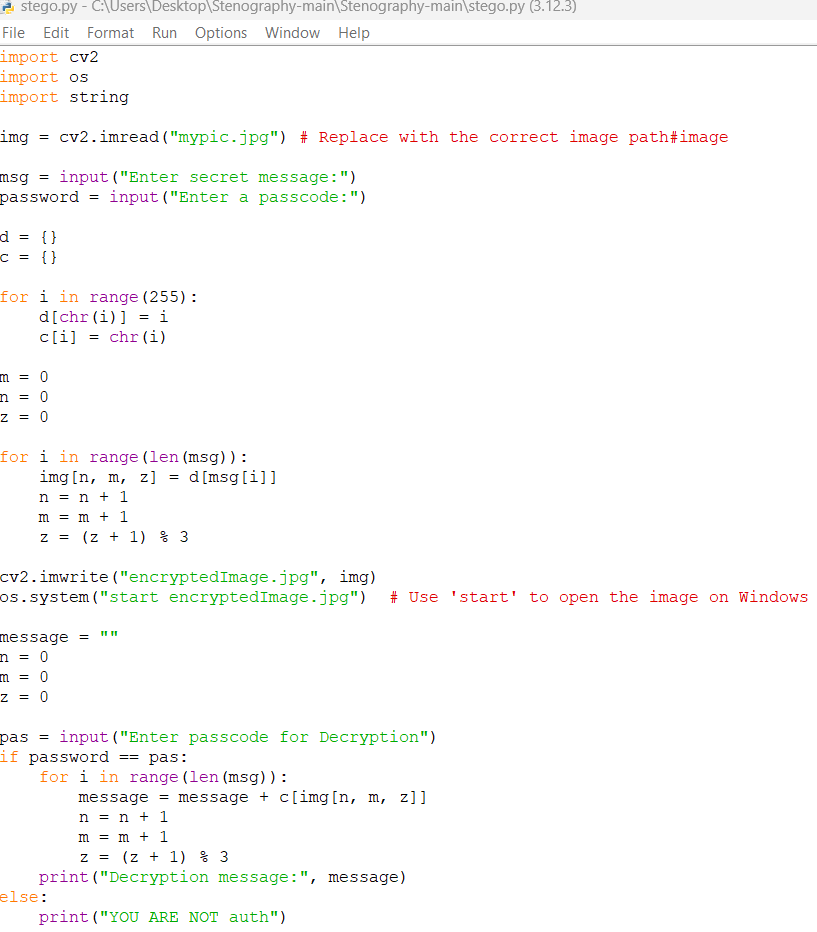 stego.py - C:\Users\Desktop\Stenography-main\Stenography-main\stego.py (3.12.3)
File Edit Format Run Options Window Help
import cv2
import os
import string
img = cv2.imread("mypic.jpg") # Replace with the correct image path#image
msg = input("Enter secret message:")
password = input("Enter a passcode:")
d = {}
c = {}
for i in range(255):
    d[chr(i)] = i
    c[i] = chr(i)
m = 0
n = 0
z = 0
for i in range(len(msg)):
    img[n, m, z] = d[msg[i]]
    n = n + 1
    m = m + 1
    z = (z + 1) % 3
cv2.imwrite("encryptedImage.jpg", img)
os.system("start encryptedImage.jpg")  # Use 'start' to open the image on Windows
message = ""
n = 0
m = 0
z = 0
pas = input("Enter passcode for Decryption")
if password == pas:
    for i in range(len(msg)):
        message = message + c[img[n, m, z]]
        n = n + 1
        m = m + 1
        z = (z + 1) % 3
    print("Decryption message:", message)
else:
    print("YOU ARE NOT auth")